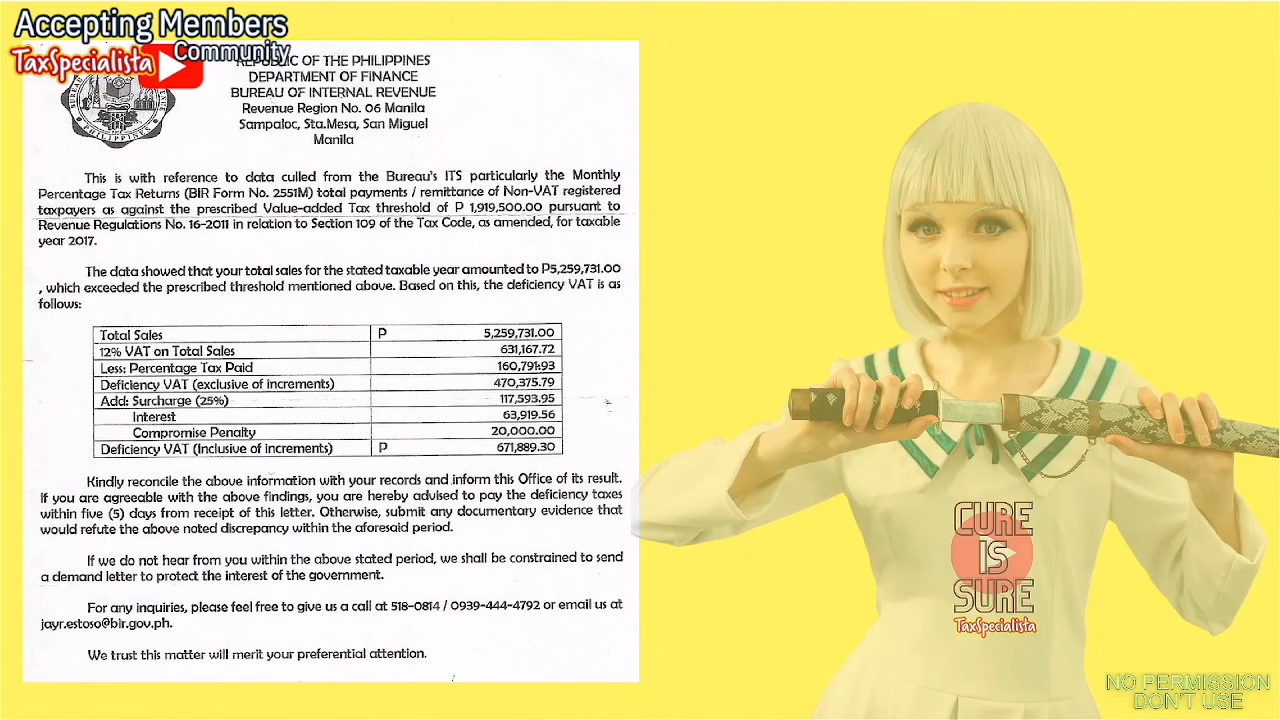 Accepting Members
Community
TaxSpecialista
REPUBLIC OF THE PHILIPPINES
DEPARTMENT OF FINANCE
BUREAU OF INTERNAL REVENUE
Revenue Region No. 06 Manila
Sampaloc, Sta.Mesa, San Miguel
Manila
This is with reference to data culled from the Bureau's ITS particularly the Monthly
Percentage Tax Returns (BIR Form No. 2551M) total payments / remittance of Non-VAT registered
taxpayers as against the prescribed Value-added Tax threshold of P 1,919,500.00 pursuant to
Revenue Regulations No. 16-2011 in relation to Section 109 of the Tax Code, as amended, for taxable
year 2017.
The data showed that your total sales for the stated taxable year amounted to P5,259,731.00
, which exceeded the prescribed threshold mentioned above. Based on this, the deficiency VAT is as
follows:
Total Sales P 5,259,731.00
12% VAT on Total Sales 631,167.72
Less: Percentage Tax Paid 160,791.93
Deficiency VAT (exclusive of increments) 470,375.79
Add: Surcharge (25%) 117,593.95
Interest 63,919.56
Compromise Penalty 20,000.00
Deficiency VAT (Inclusive of increments) P 671,889.30
Kindly reconcile the above information with your records and inform this Office of its result.
If you are agreeable with the above findings, you are hereby advised to pay the deficiency taxes
within five (5) days from receipt of this letter. Otherwise, submit any documentary evidence that
would refute the above noted discrepancy within the aforesaid period.
If we do not hear from you within the above stated period, we shall be constrained to send
a demand letter to protect the interest of the government.
For any inquiries, please feel free to give us a call at 518-0814 / 0939-444-4792 or email us at
jayr.estoso@bir.gov.ph.
We trust this matter will merit your preferential attention.
CURE
IS
SURE
TaxSpecialista
NO PERMISSION
DON'T USE